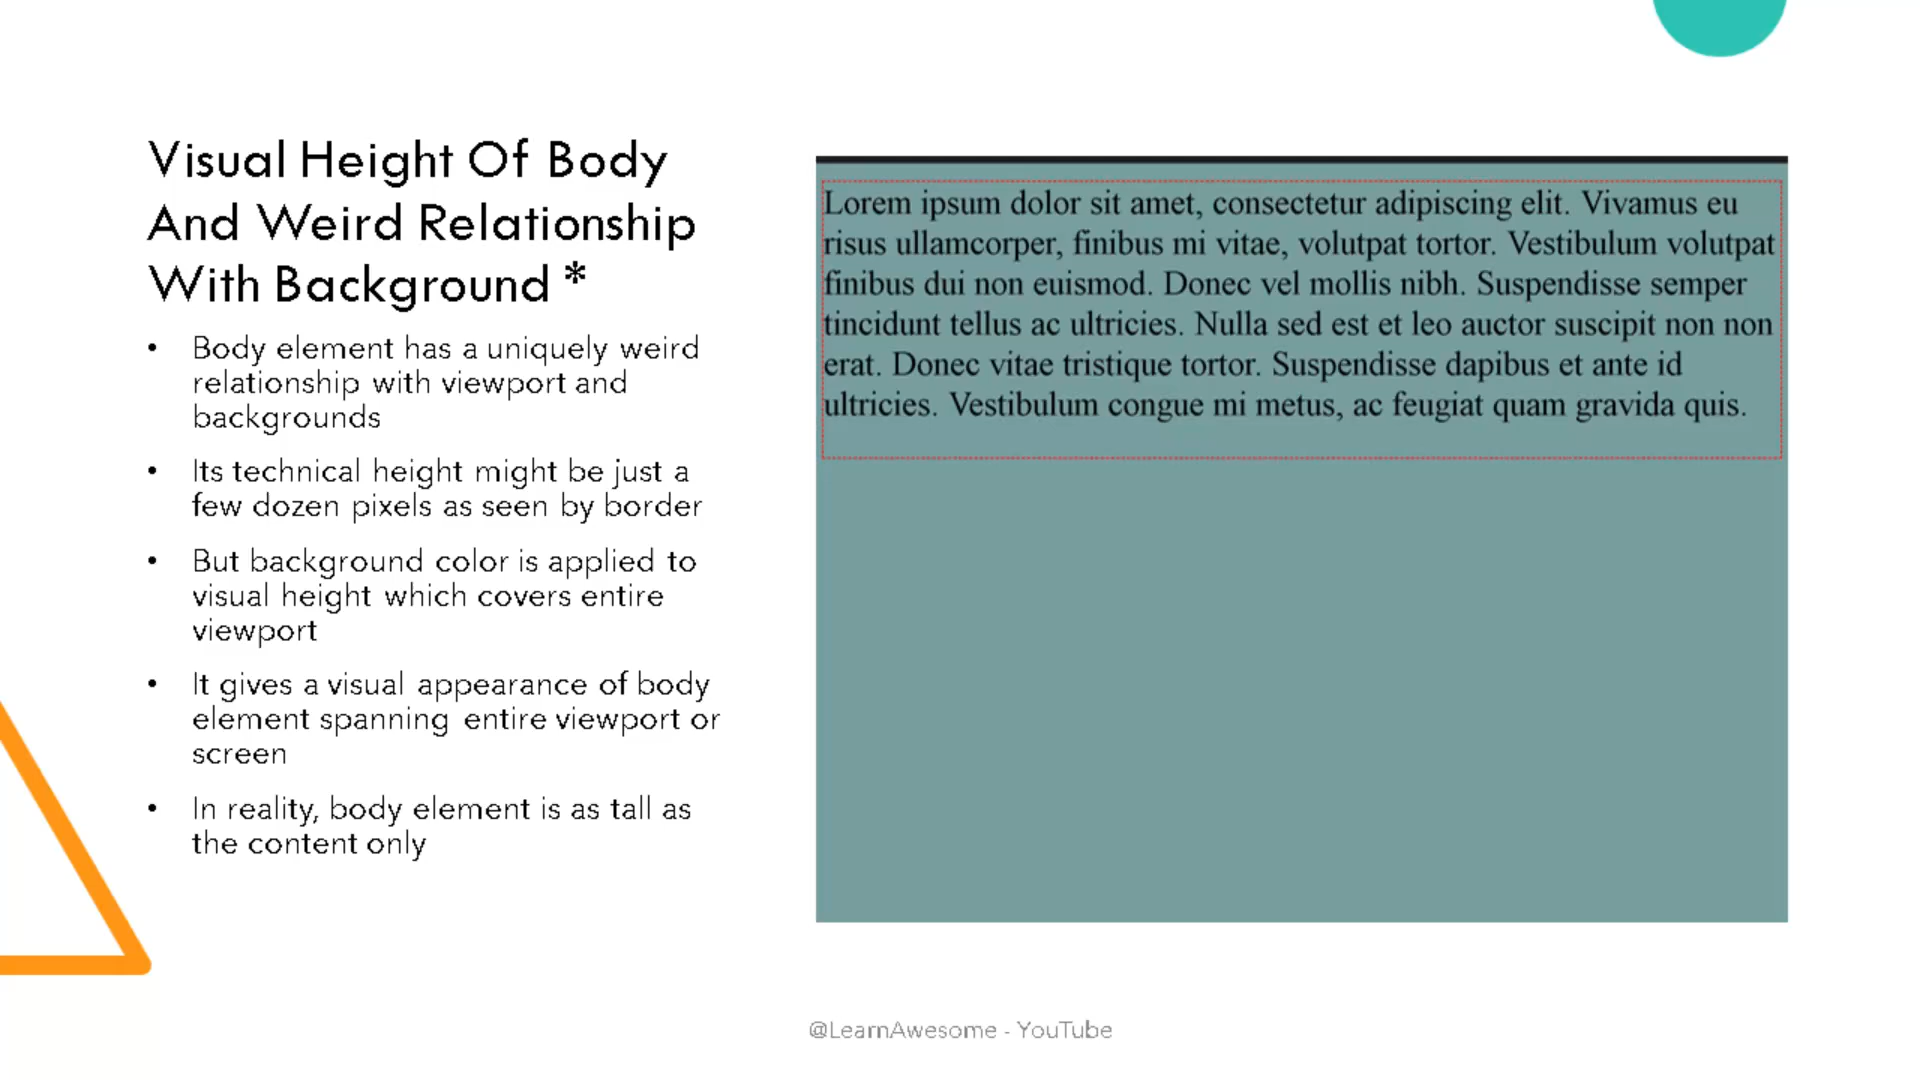 Visual Height Of Body
And Weird Relationship
With Background *
• Body element has a uniquely weird
relationship with viewport and
backgrounds
• Its technical height might be just a
few dozen pixels as seen by border
• But background color is applied to
visual height which covers entire
viewport
• It gives a visual appearance of body
element spanning entire viewport or
screen
• In reality, body element is as tall as
the content only
Lorem ipsum dolor sit amet, consectetur adipiscing elit. Vivamus eu
risus ullamcorper, finibus mi vitae, volutpat tortor. Vestibulum volutpat
finibus dui non euismod. Donec vel mollis nibh. Suspendisse semper
tincidunt tellus ac ultricies. Nulla sed est et leo auctor suscipit non non
erat. Donec vitae tristique tortor. Suspendisse dapibus et ante id
ultricies. Vestibulum congue mi metus, ac feugiat quam gravida quis.
@LearnAwesome - YouTube